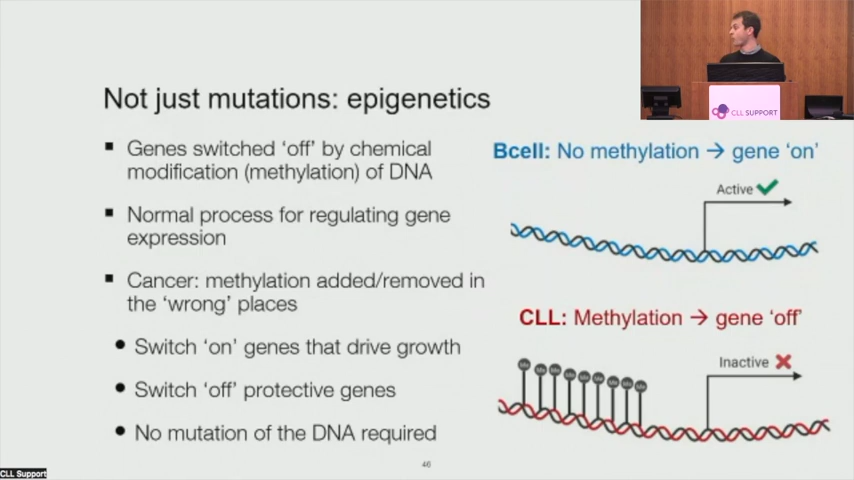 CLL SUPPORT
Not just mutations: epigenetics
▪ Genes switched ‘off’ by chemical
modification (methylation) of DNA
▪ Normal process for regulating gene
expression
▪ Cancer: methylation added/removed in
the ‘wrong’ places
• Switch ‘on’ genes that drive growth
• Switch ‘off’ protective genes
• No mutation of the DNA required
Bcell: No methylation → gene ‘on’
Active
CLL: Methylation → gene ‘off’
Inactive
46
CLL Support